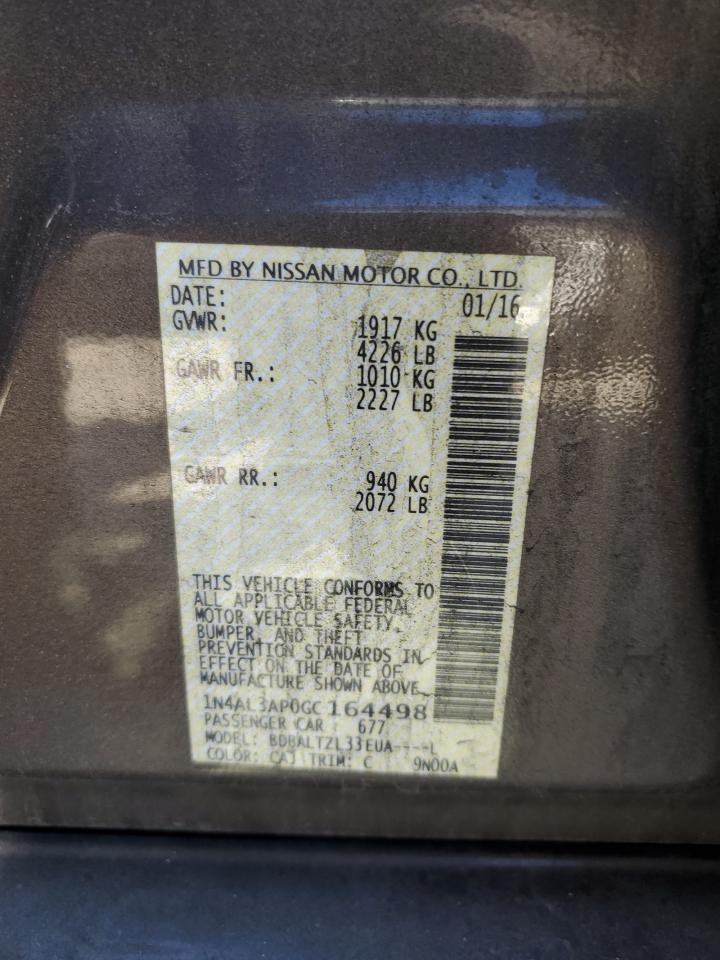 MFD BY NISSAN MOTOR CO., LTD.
DATE: 01/16
GVWR: 1917 KG
4226 LB
GAWR FR.: 1010 KG
2227 LB
GAWR RR.: 940 KG
2072 LB
THIS VEHICLE CONFORMS TO
ALL APPLICABLE FEDERAL
MOTOR VEHICLE SAFETY,
BUMPER, AND THEFT
PREVENTION STANDARDS IN
EFFECT ON THE DATE OF
MANUFACTURE SHOWN ABOVE
1N4AL3AP0GC164498
PASSENGER CAR 677
MODEL: BDBALTZL33EUA----L
COLOR: CAJ TRIM: C 9N00A